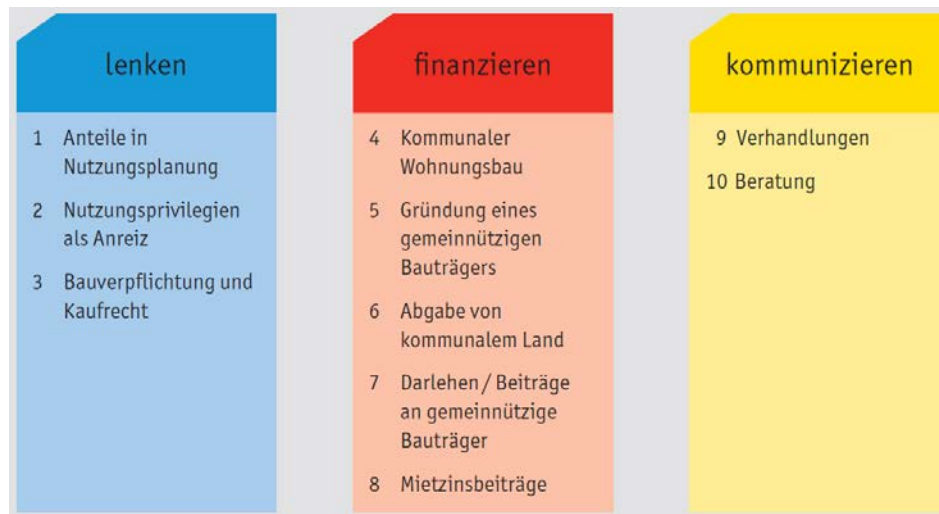 lenken
1 Anteile in
Nutzungsplanung
2 Nutzungsprivilegien
als Anreiz
3 Bauverpflichtung und
Kaufrecht
finanzieren
4 Kommunaler
Wohnungsbau
5 Gründung eines
gemeinnützigen
Bauträgers
6 Abgabe von
kommunalem Land
7 Darlehen / Beiträge
an gemeinnützige
Bauträger
8 Mietzinsbeiträge
kommunizieren
9 Verhandlungen
10 Beratung